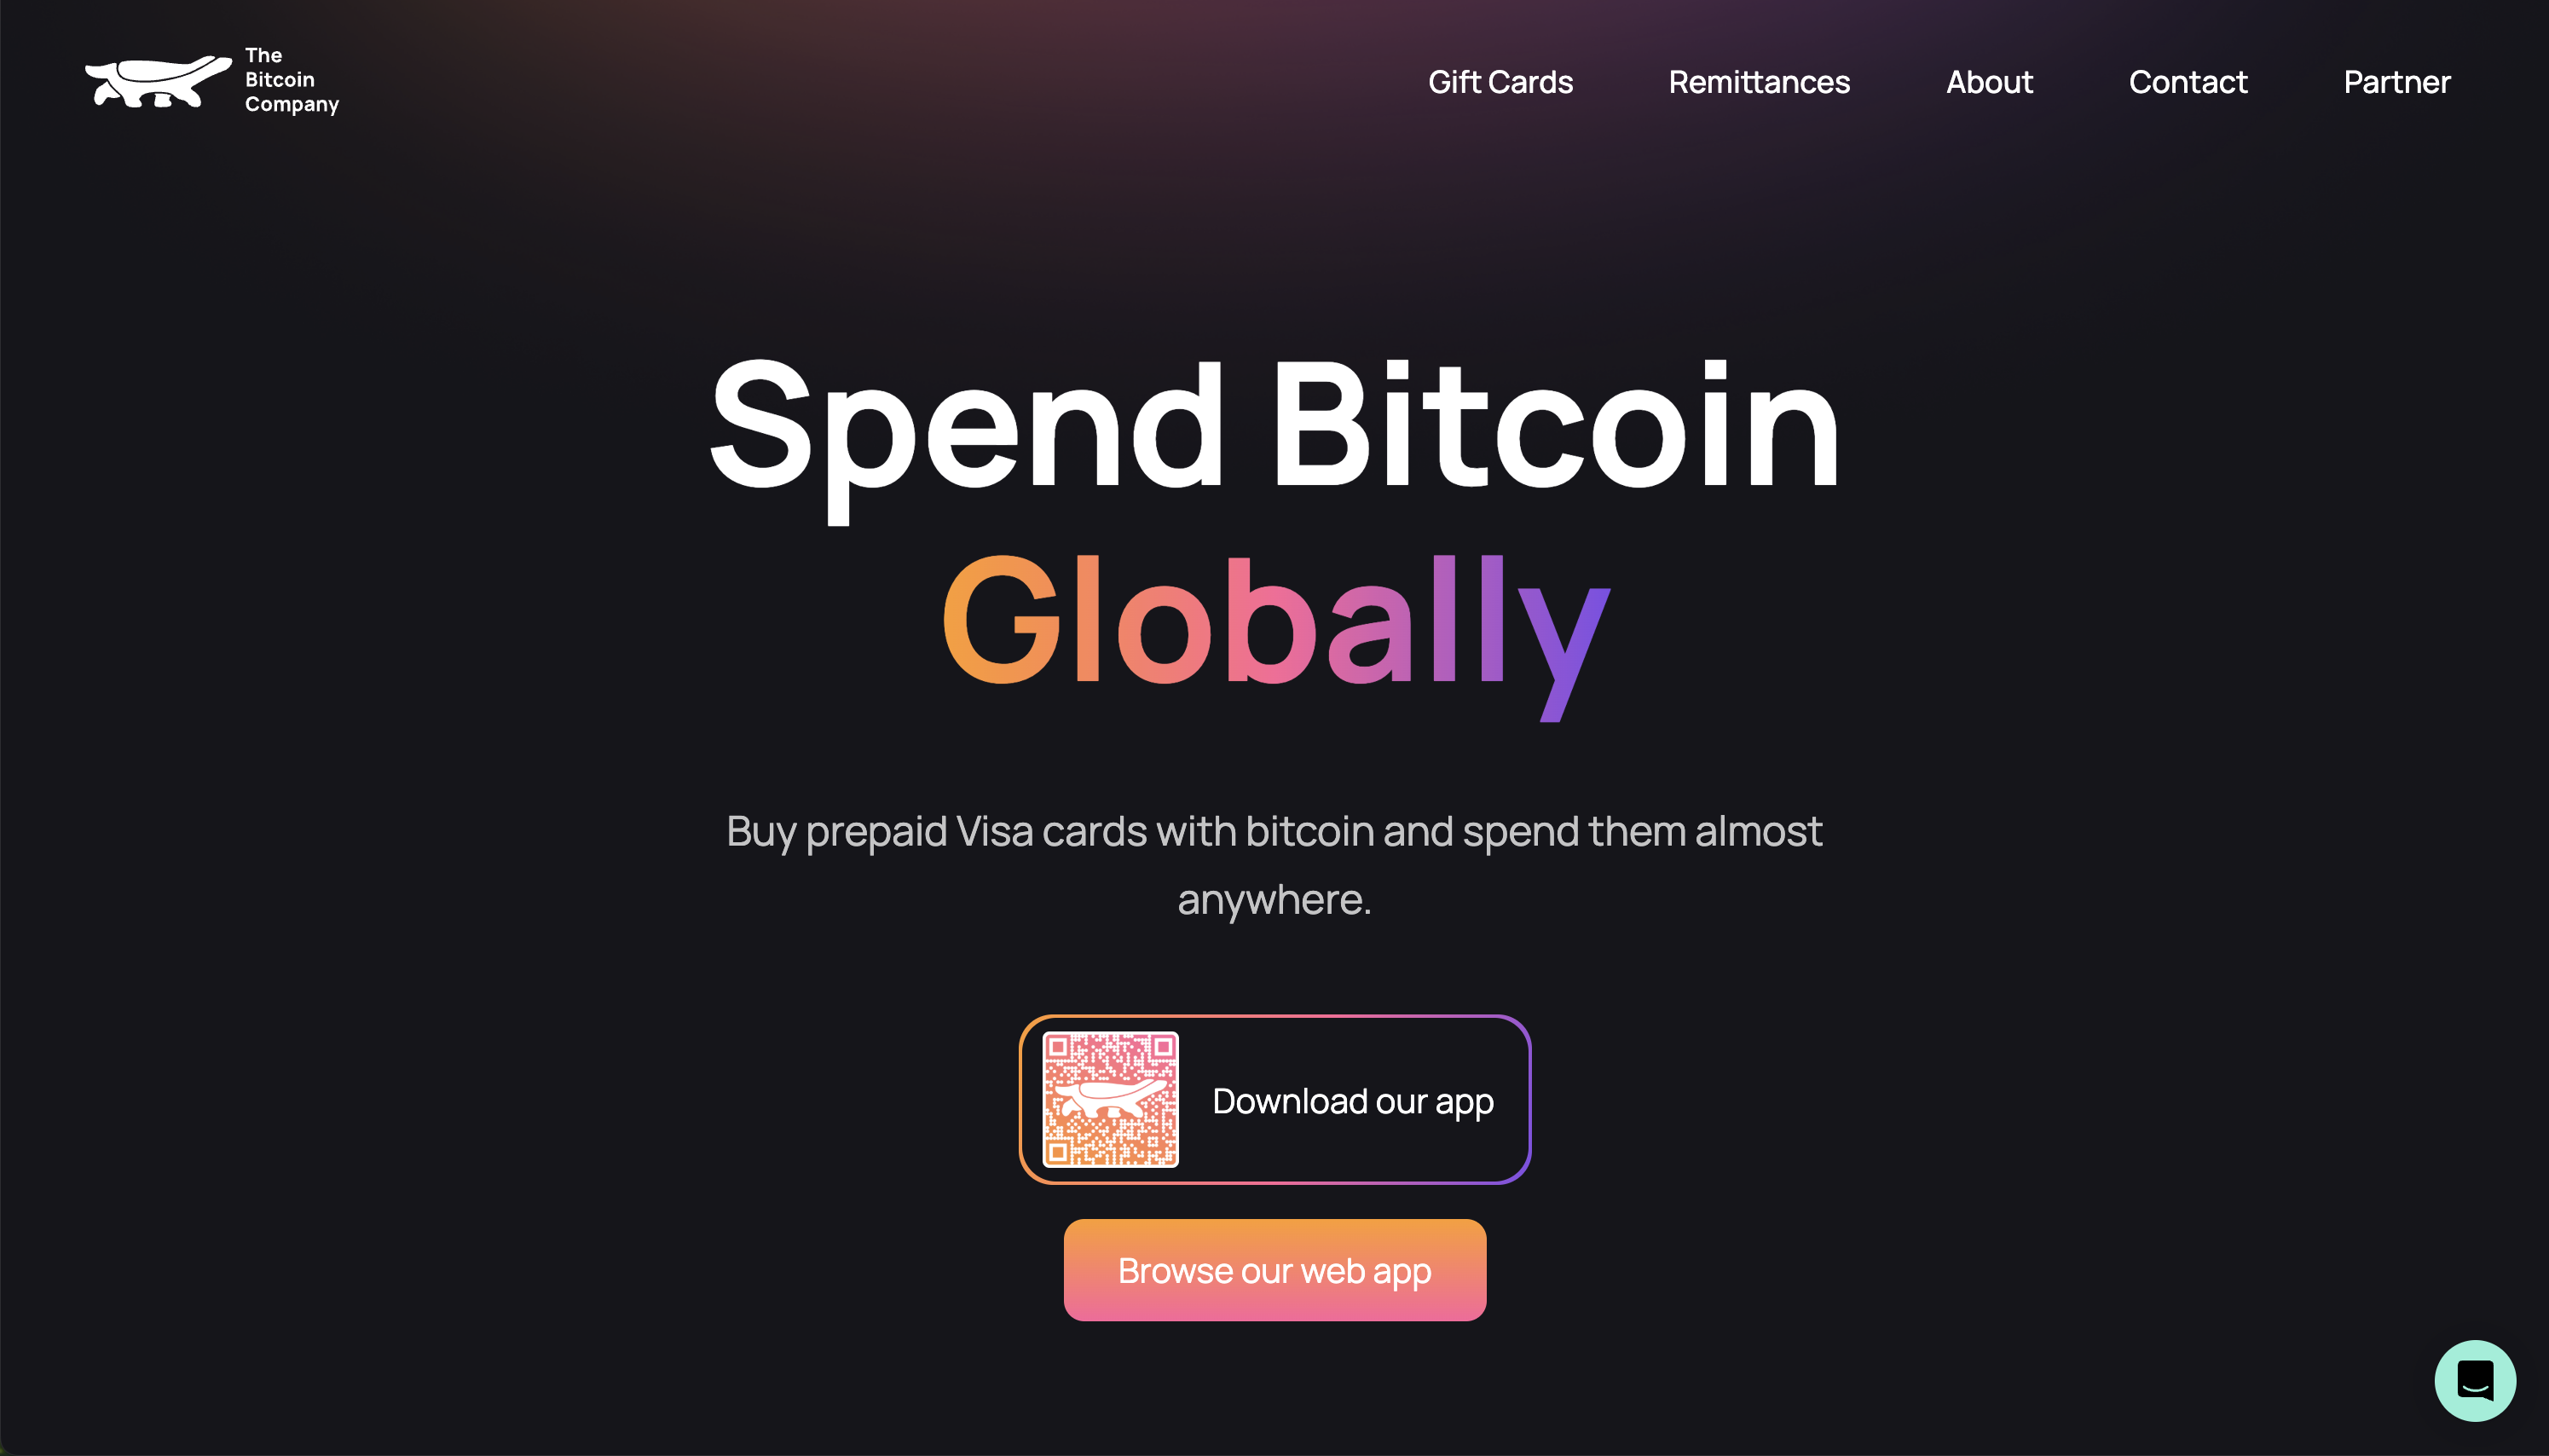 The
Bitcoin
Company
Gift Cards
Remittances
About
Contact
Partner
Spend Bitcoin
Globally
Buy prepaid Visa cards with bitcoin and spend them almost
anywhere.
Download our app
Browse our web app